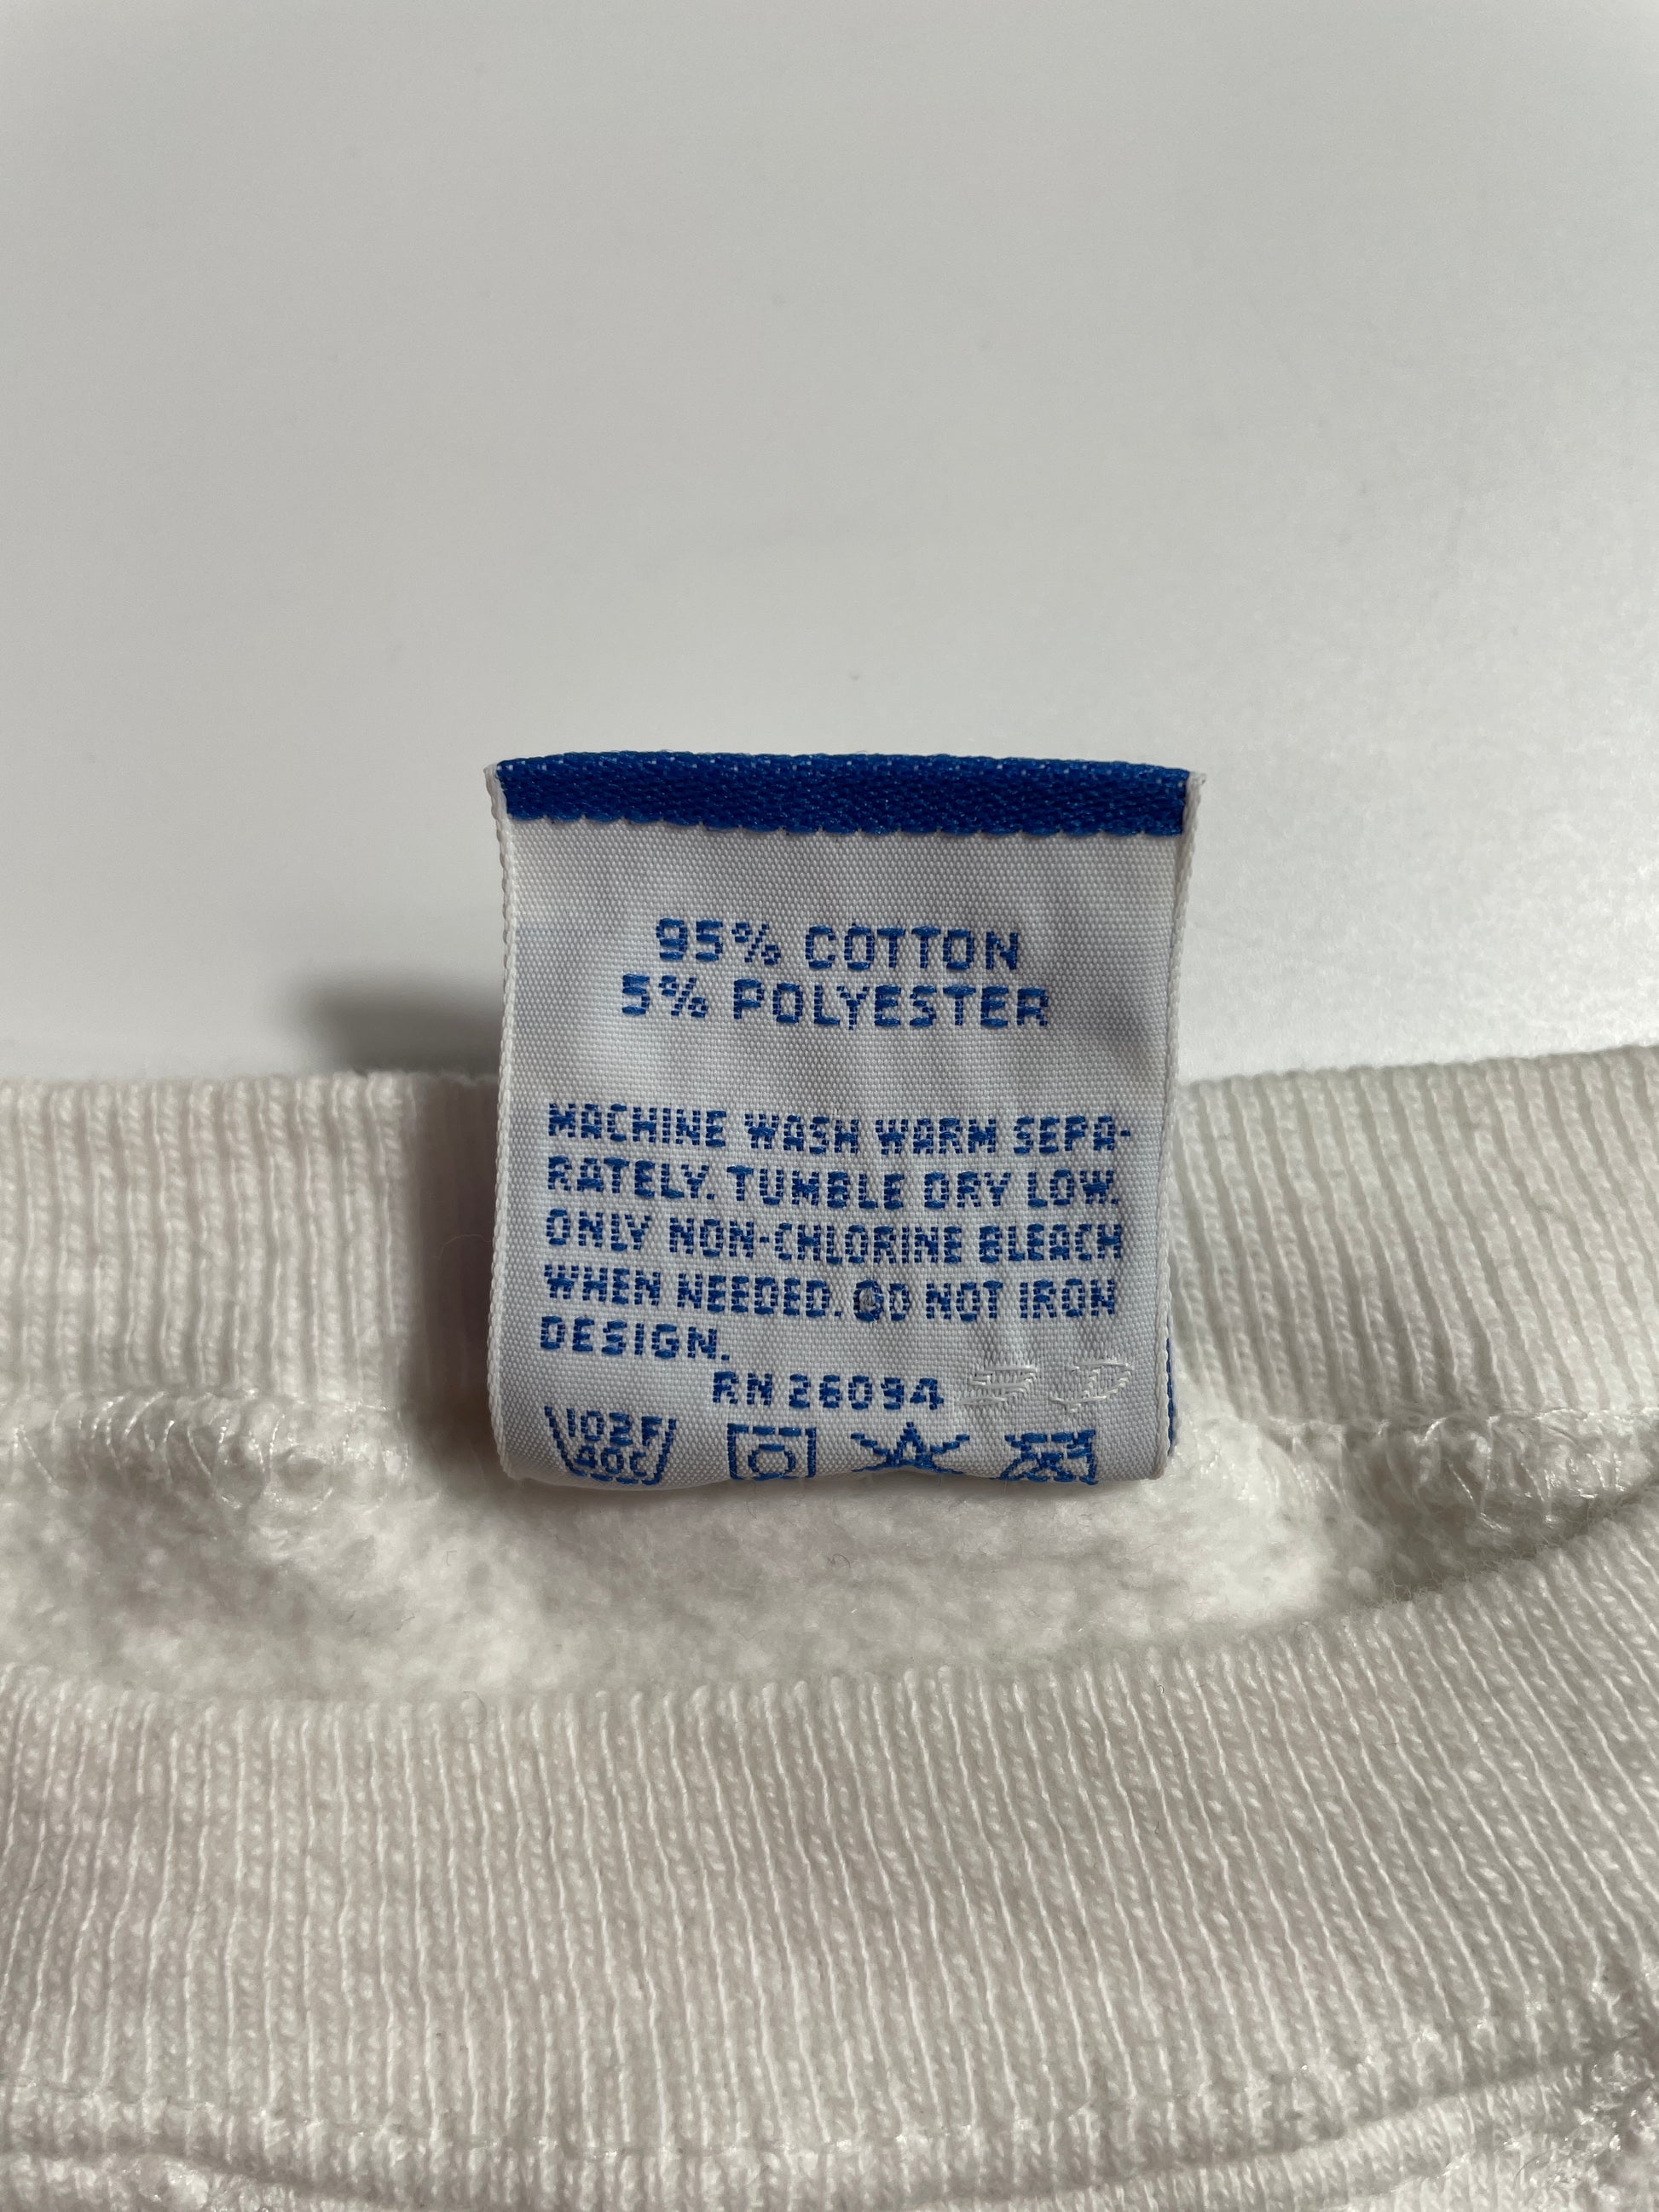 95% COTTON
5% POLYESTER
MACHINE WASH WARM SEPA-
RATELY. TUMBLE DRY LOW.
ONLY NON-CHLORINE BLEACH
WHEN NEEDED. DO NOT IRON
DESIGN.
RN 26094
102F
40C